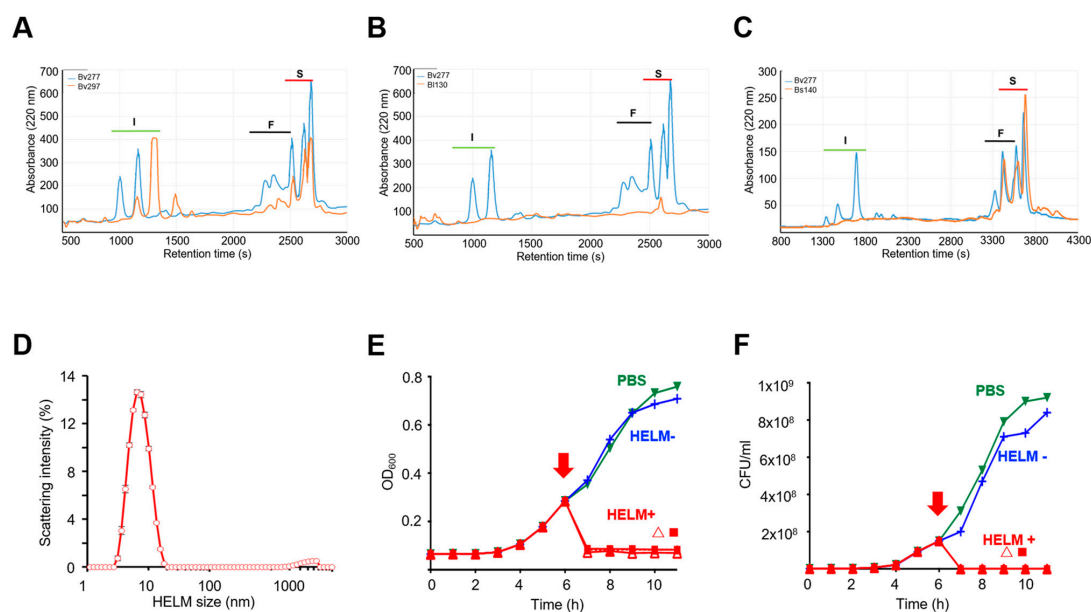 A
B
C
Bv277
Bv297
I
F
S
Absorbance (220 nm)
700
600
500
400
300
200
100
500 1000 1500 2000 2500 3000
Retention time (s)
Bv277
Bl130
I
F
S
Absorbance (220 nm)
700
600
500
400
300
200
100
500 1000 1500 2000 2500 3000
Retention time (s)
Bv277
Bs140
I
F
S
Absorbance (220 nm)
300
250
200
150
100
50
800 1300 1800 2300 2800 3300 3800 4300
Retention time (s)
D
E
F
Scattering intensity (%)
14
12
8
6
4
2
0
1 10 100 1000
HELM size (nm)
OD600
0.8
0.6
0.4
0.2
PBS
HELM-
HELM+
0 2 4 6 8 10
Time (h)
CFU/ml
1x10⁹
8x10⁸
6x10⁸
4x10⁸
2x10⁸
0
PBS
HELM -
HELM +
0 2 4 6 8 10
Time (h)